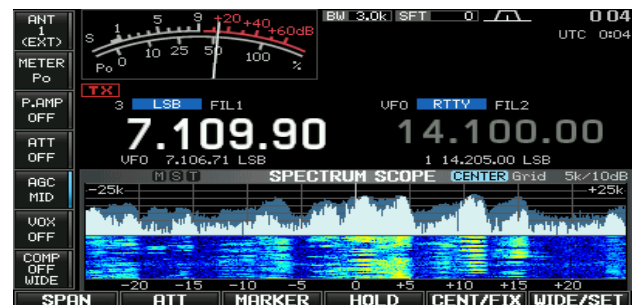 ANT
1
(EXT)
METER
Po
P.AMP
OFF
ATT
OFF
AGC
MID
VOX
OFF
COMP
OFF
WIDE
S 1 5 9 +20 +40 +60dB
Po 0 10 25 50 100 %
BW 3.0k SFT 0
0 04
UTC 0:04
TX
3 LSB FIL1
7.109.90
VFO 7.106.71 LSB
VFO RTTY FIL2
14.100.00
1 14.205.00 LSB
MST SPECTRUM SCOPE CENTER Grid 5k/10dB
-25k +25k
-20 -15 -10 -5 0 +5 +10 +15 +20
SPAN ATT MARKER HOLD CENT/FIX WIDE/SET